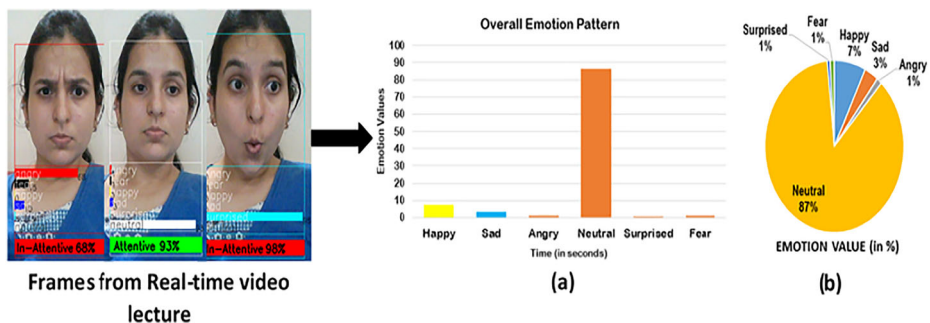 angry
happy
surprised
neutral
In-Attentive 68%
Attentive 93%
In-Attentive 98%
Frames from Real-time video
lecture
Overall Emotion Pattern
Emotion Values
100
90
80
70
60
50
40
30
20
10
0
Happy Sad Angry Neutral Surprised Fear
Time (in seconds)
(a)
Surprised
1%
Fear
1%
Happy
7%
Sad
3%
Angry
1%
Neutral
87%
EMOTION VALUE (in %)
(b)